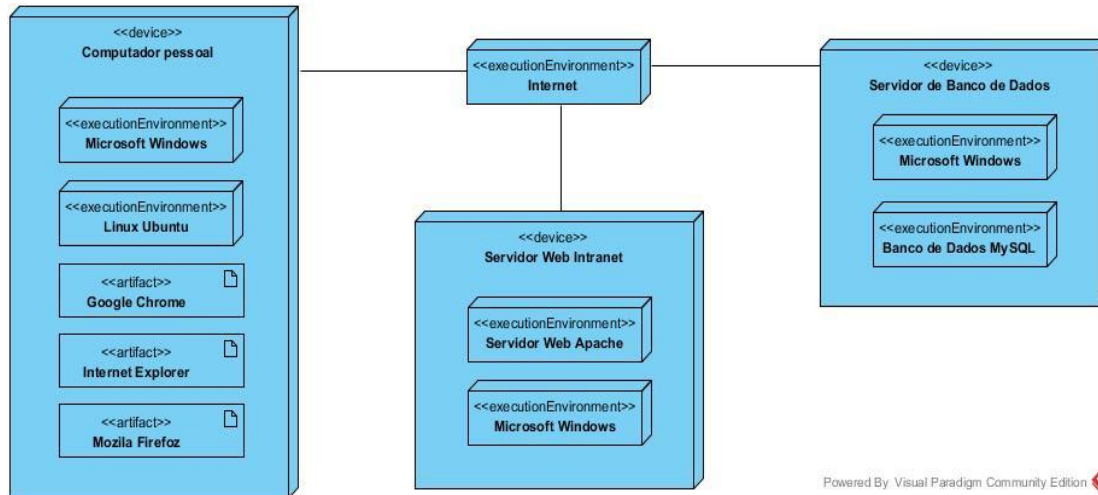 <<device>>
Computador pessoal
<<executionEnvironment>>
Microsoft Windows
<<executionEnvironment>>
Linux Ubuntu
<<artifact>>
Google Chrome
<<artifact>>
Internet Explorer
<<artifact>>
Mozila Firefoz
<<executionEnvironment>>
Internet
<<device>>
Servidor Web Intranet
<<executionEnvironment>>
Servidor Web Apache
<<executionEnvironment>>
Microsoft Windows
<<device>>
Servidor de Banco de Dados
<<executionEnvironment>>
Microsoft Windows
<<executionEnvironment>>
Banco de Dados MySQL
Powered By Visual Paradigm Community Edition